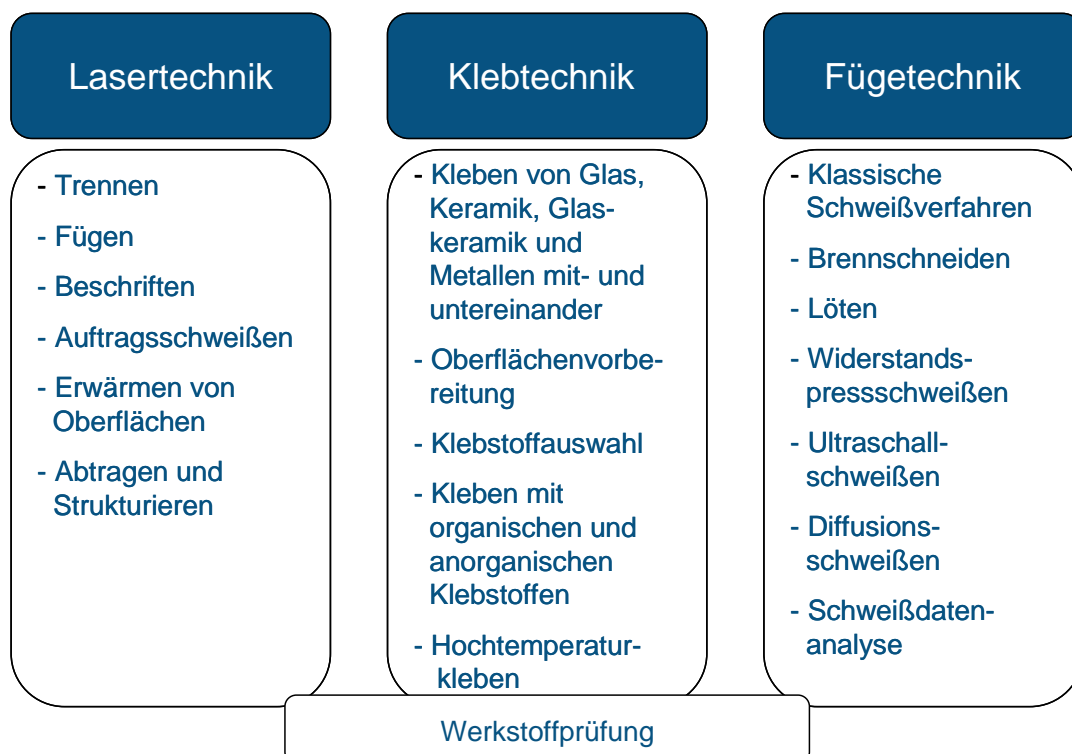 Lasertechnik
- Trennen
- Fügen
- Beschriften
- Auftragsschweißen
- Erwärmen von
Oberflächen
- Abtragen und
Strukturieren
Klebtechnik
- Kleben von Glas,
Keramik, Glas-
keramik und
Metallen mit- und
untereinander
- Oberflächenvorbe-
reitung
- Klebstoffauswahl
- Kleben mit
organischen und
anorganischen
Klebstoffen
- Hochtemperatur-
kleben
Fügetechnik
- Klassische
Schweißverfahren
- Brennschneiden
- Löten
- Widerstands-
pressschweißen
- Ultraschall-
schweißen
- Diffusions-
schweißen
- Schweißdaten-
analyse
Werkstoffprüfung